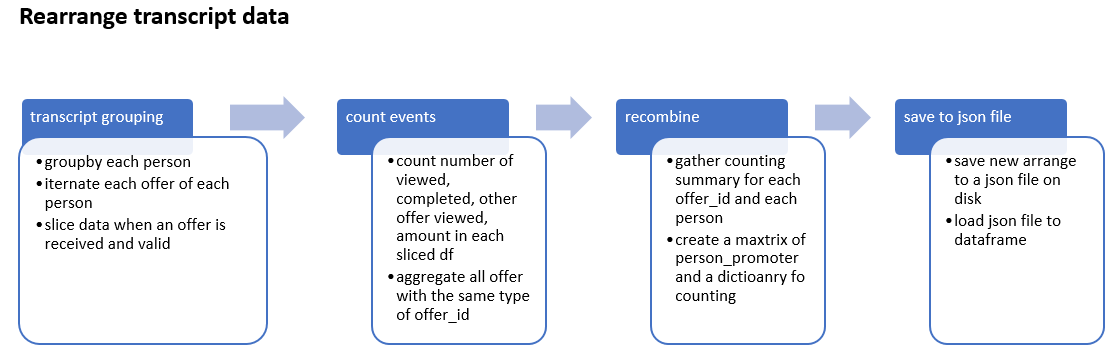 Rearrange transcript data
transcript grouping
•groupby each person
•iternate each offer of each
person
•slice data when an offer is
received and valid
count events
•count number of
viewed,
completed, other
offer viewed,
amount in each
sliced df
•aggregate all offer
with the same type
of offer_id
recombine
•gather counting
summary for each
offer_id and each
person
•create a maxtrix of
person_promoter
and a dictioanry fo
counting
save to json file
•save new arrange
to a json file on
disk
•load json file to
dataframe